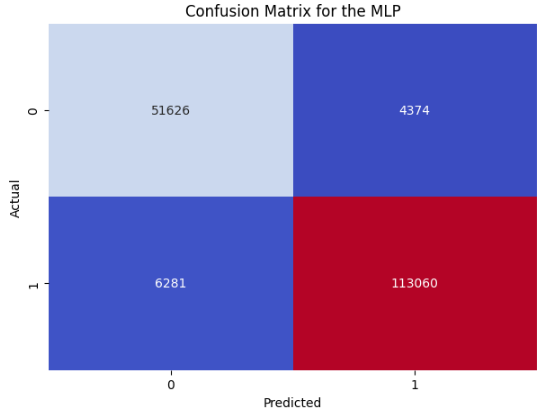 Confusion Matrix for the MLP
0
51626
4374
Actual
1
6281
113060
0
1
Predicted